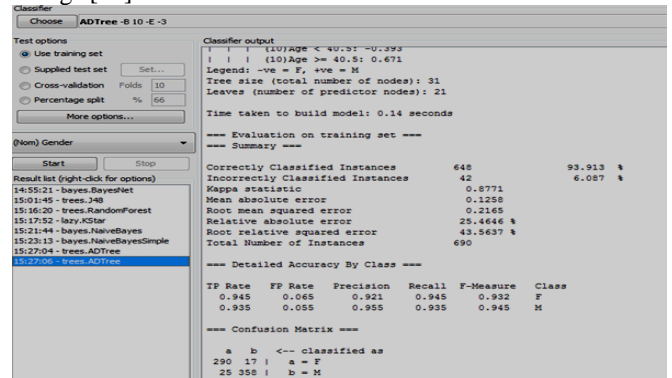 Classifier
Choose ADTree -B 10 -E -3
Test options
Use training set
Supplied test set Set...
Cross-validation Folds 10
Percentage split % 66
More options...
(Nom) Gender
Start Stop
Result list (right-click for options)
14:55:21 - bayes.BayesNet
15:01:45 - trees.J48
15:16:20 - trees.RandomForest
15:17:52 - lazy.KStar
15:21:44 - bayes.NaiveBayes
15:23:13 - bayes.NaiveBayesSimple
15:27:04 - trees.ADTree
15:27:06 - trees.ADTree
Classifier output
| | | (10)Age < 40.5: -0.393
| | | (10)Age >= 40.5: 0.671
Legend: -ve = F, +ve = M
Tree size (total number of nodes): 31
Leaves (number of predictor nodes): 21
Time taken to build model: 0.14 seconds
=== Evaluation on training set ===
=== Summary ===
Correctly Classified Instances 648 93.913 %
Incorrectly Classified Instances 42 6.087 %
Kappa statistic 0.8771
Mean absolute error 0.1258
Root mean squared error 0.2165
Relative absolute error 25.4646 %
Root relative squared error 43.5637 %
Total Number of Instances 690
=== Detailed Accuracy By Class ===
TP Rate FP Rate Precision Recall F-Measure Class
0.945 0.065 0.921 0.945 0.932 F
0.935 0.055 0.955 0.935 0.945 M
=== Confusion Matrix ===
a b <-- classified as
290 17 | a = F
25 358 | b = M